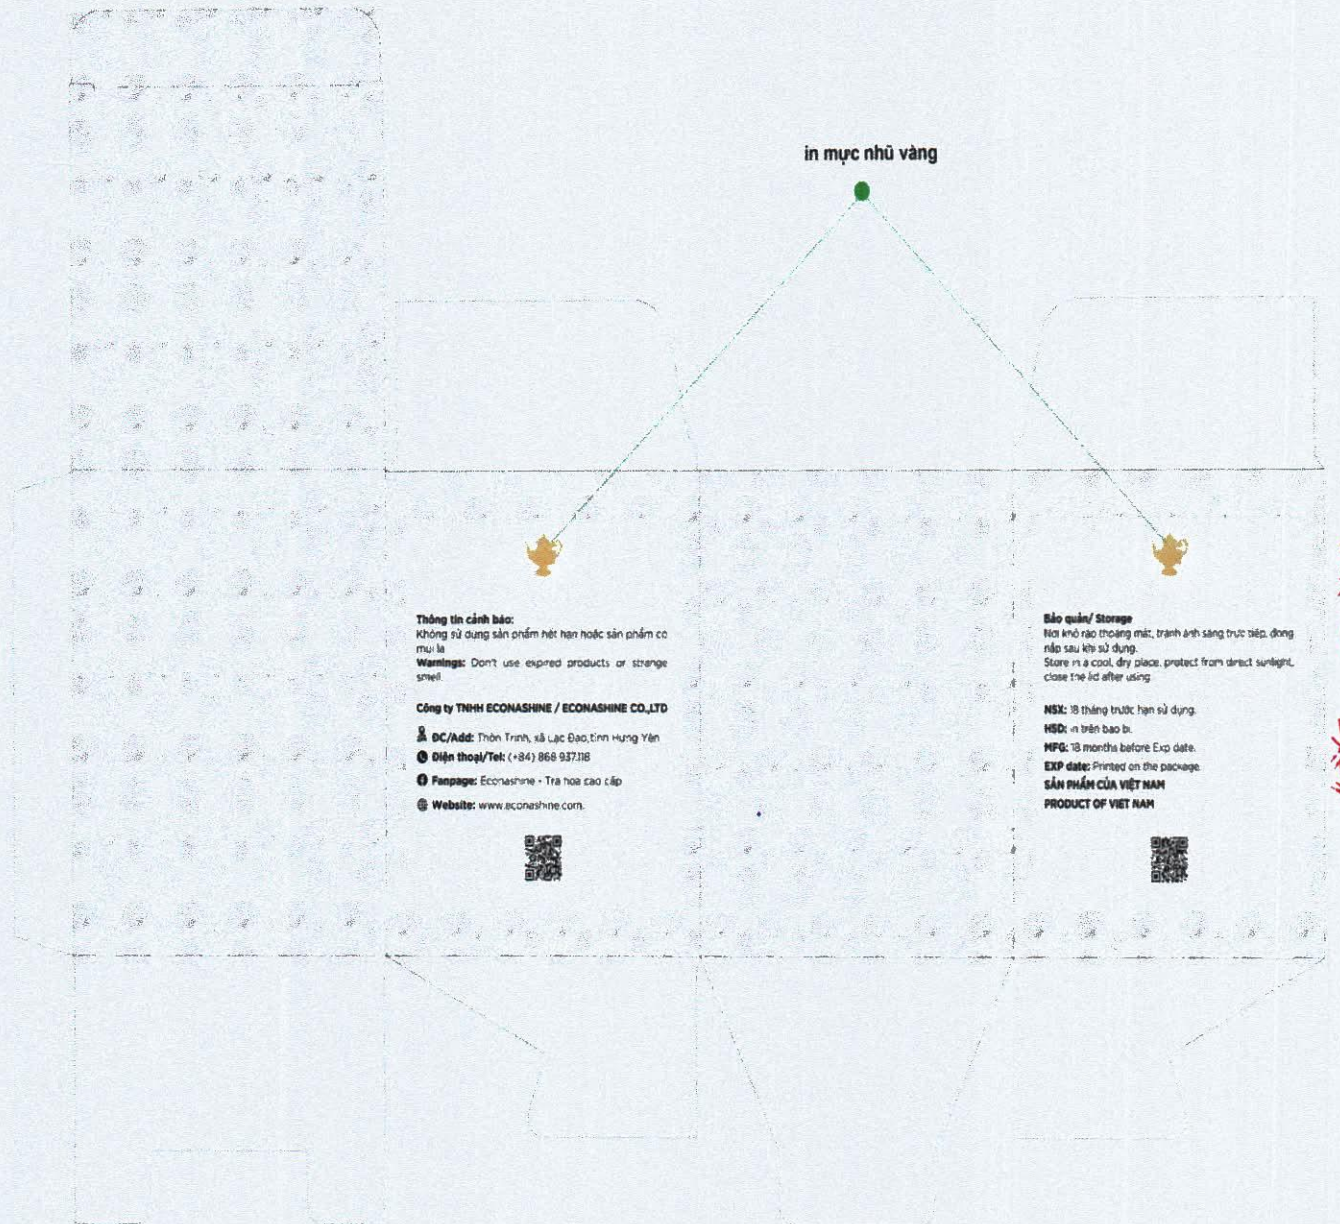 in mực nhũ vàng
Thông tin cảnh báo:
Không sử dụng sản phẩm hết hạn hoặc sản phẩm có
mùi lạ
Warnings: Don't use expired products or strange
smell.
Công ty TNHH ECONASHINE / ECONASHINE CO.,LTD
ĐC/Add: Thôn Trình, xã Lạc Đạo,tỉnh Hưng Yên
Điện thoại/Tel: (+84) 868 937.118
Fanpage: Econashine - Trà hoa cao cấp
Website: www.econashine.com.
Bảo quản/ Storage
Nơi khô ráo thoáng mát, tránh ánh sáng trực tiếp, đóng
nắp sau khi sử dụng.
Store in a cool, dry place, protect from direct sunlight,
close the lid after using.
NSX: 18 tháng trước hạn sử dụng.
HSD: in trên bao bì.
MFG: 18 months before Exp date.
EXP date: Printed on the package.
SẢN PHẨM CỦA VIỆT NAM
PRODUCT OF VIET NAM